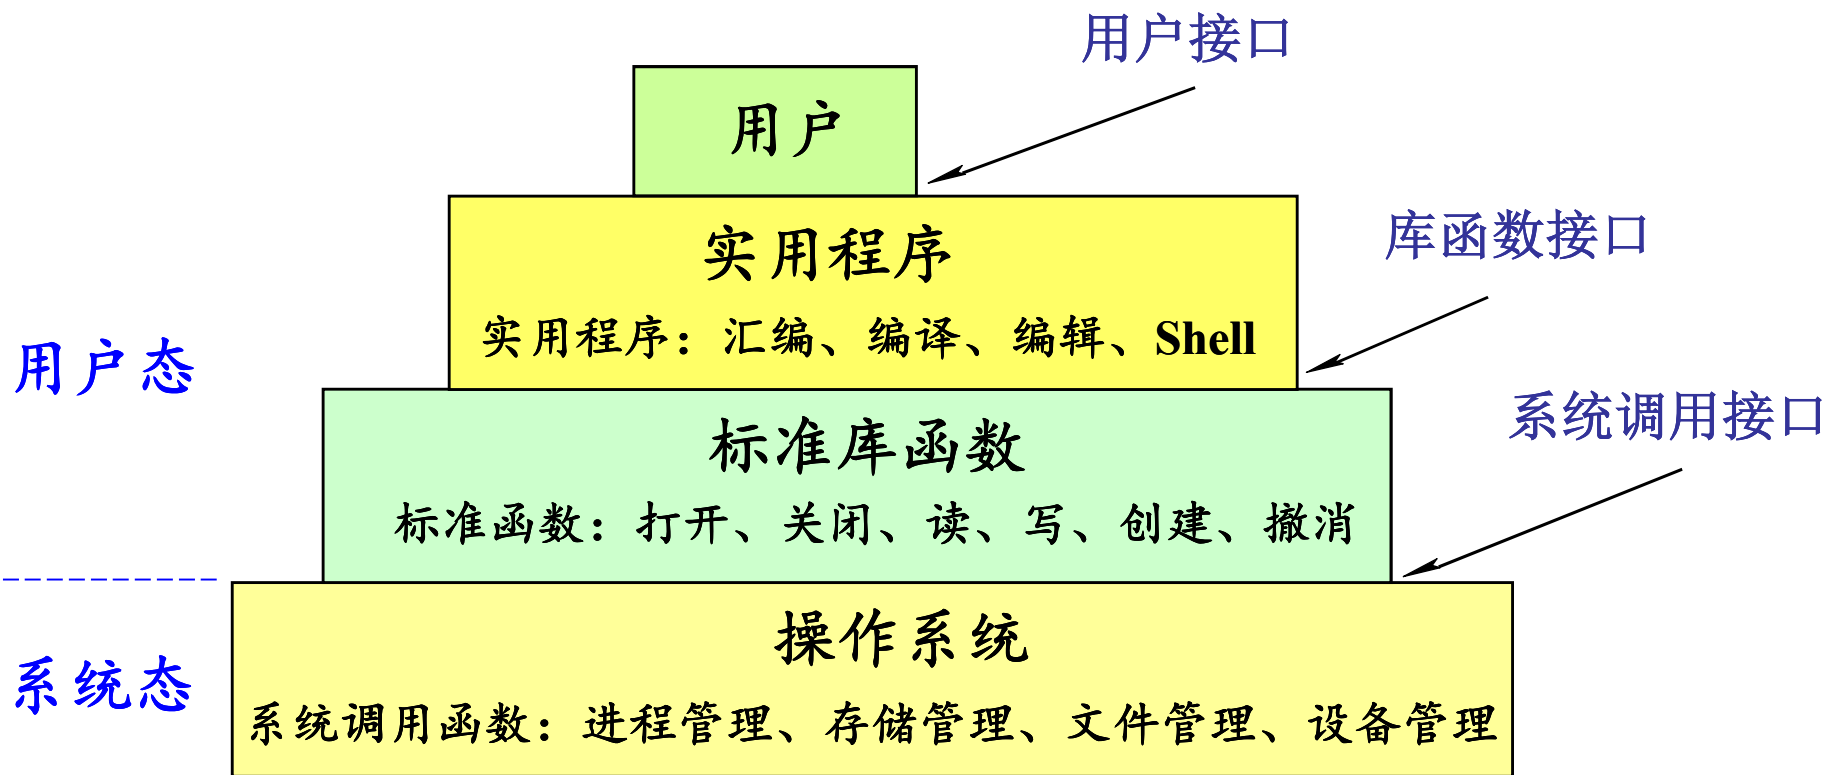 用户接口
用户
实用程序
库函数接口
实用程序：汇编、编译、编辑、Shell
用户态
标准库函数
系统调用接口
标准函数：打开、关闭、读、写、创建、撤消
操作系统
系统态
系统调用函数：进程管理、存储管理、文件管理、设备管理